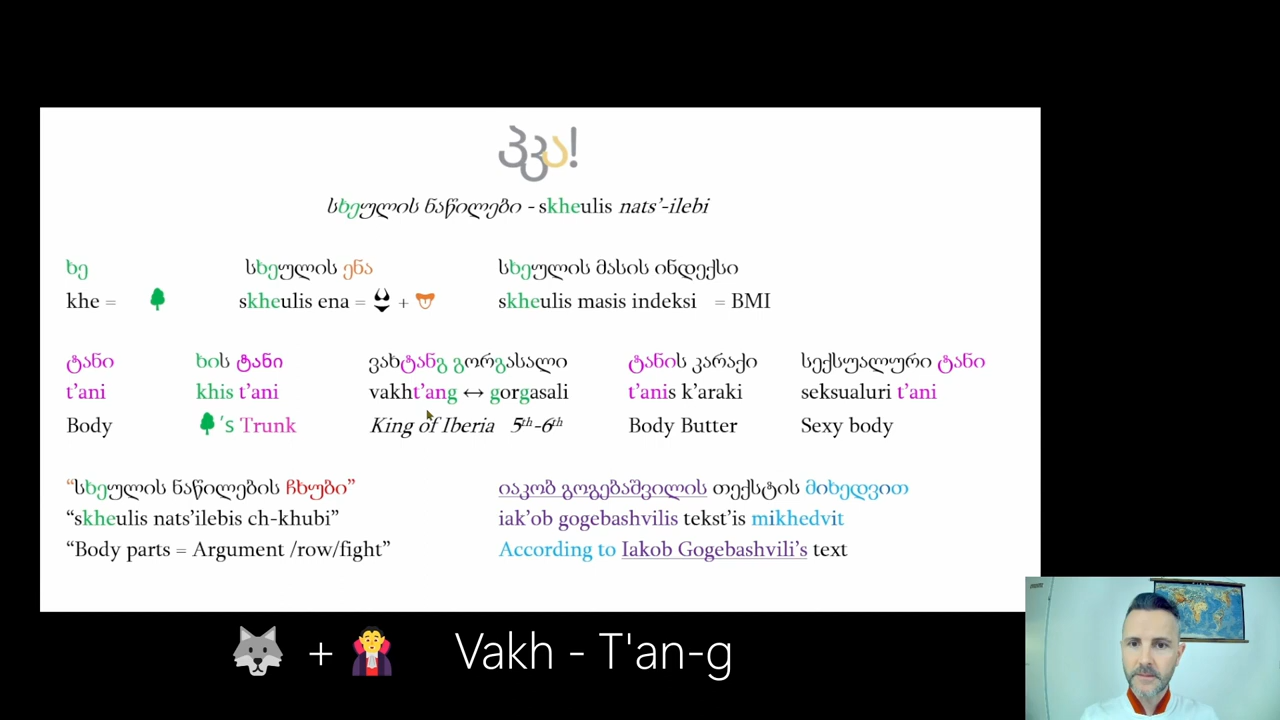 ჰჰა!
სხეულის ნაწილები - skheulis nats’-ilebi
ხე სხეულის ენა სხეულის მასის ინდექსი
khe = skheulis ena = + skheulis masis indeksi = BMI
ტანი ხის ტანი ვახტანგ გორგასალი ტანის კარაქი სექსუალური ტანი
t’ani khis t’ani vakht’ang ↔ gorgasali t’anis k’araki seksualuri t’ani
Body ’s Trunk King of Iberia 5th-6th Body Butter Sexy body
“სხეულის ნაწილების ჩხუბი” იაკობ გოგებაშვილის თექსტის მიხედვით
“skheulis nats’ilebis ch-khubi” iak’ob gogebashvilis tekst’is mikhedvit
“Body parts = Argument /row/fight” According to Iakob Gogebashvili’s text
+ Vakh - T'an-g